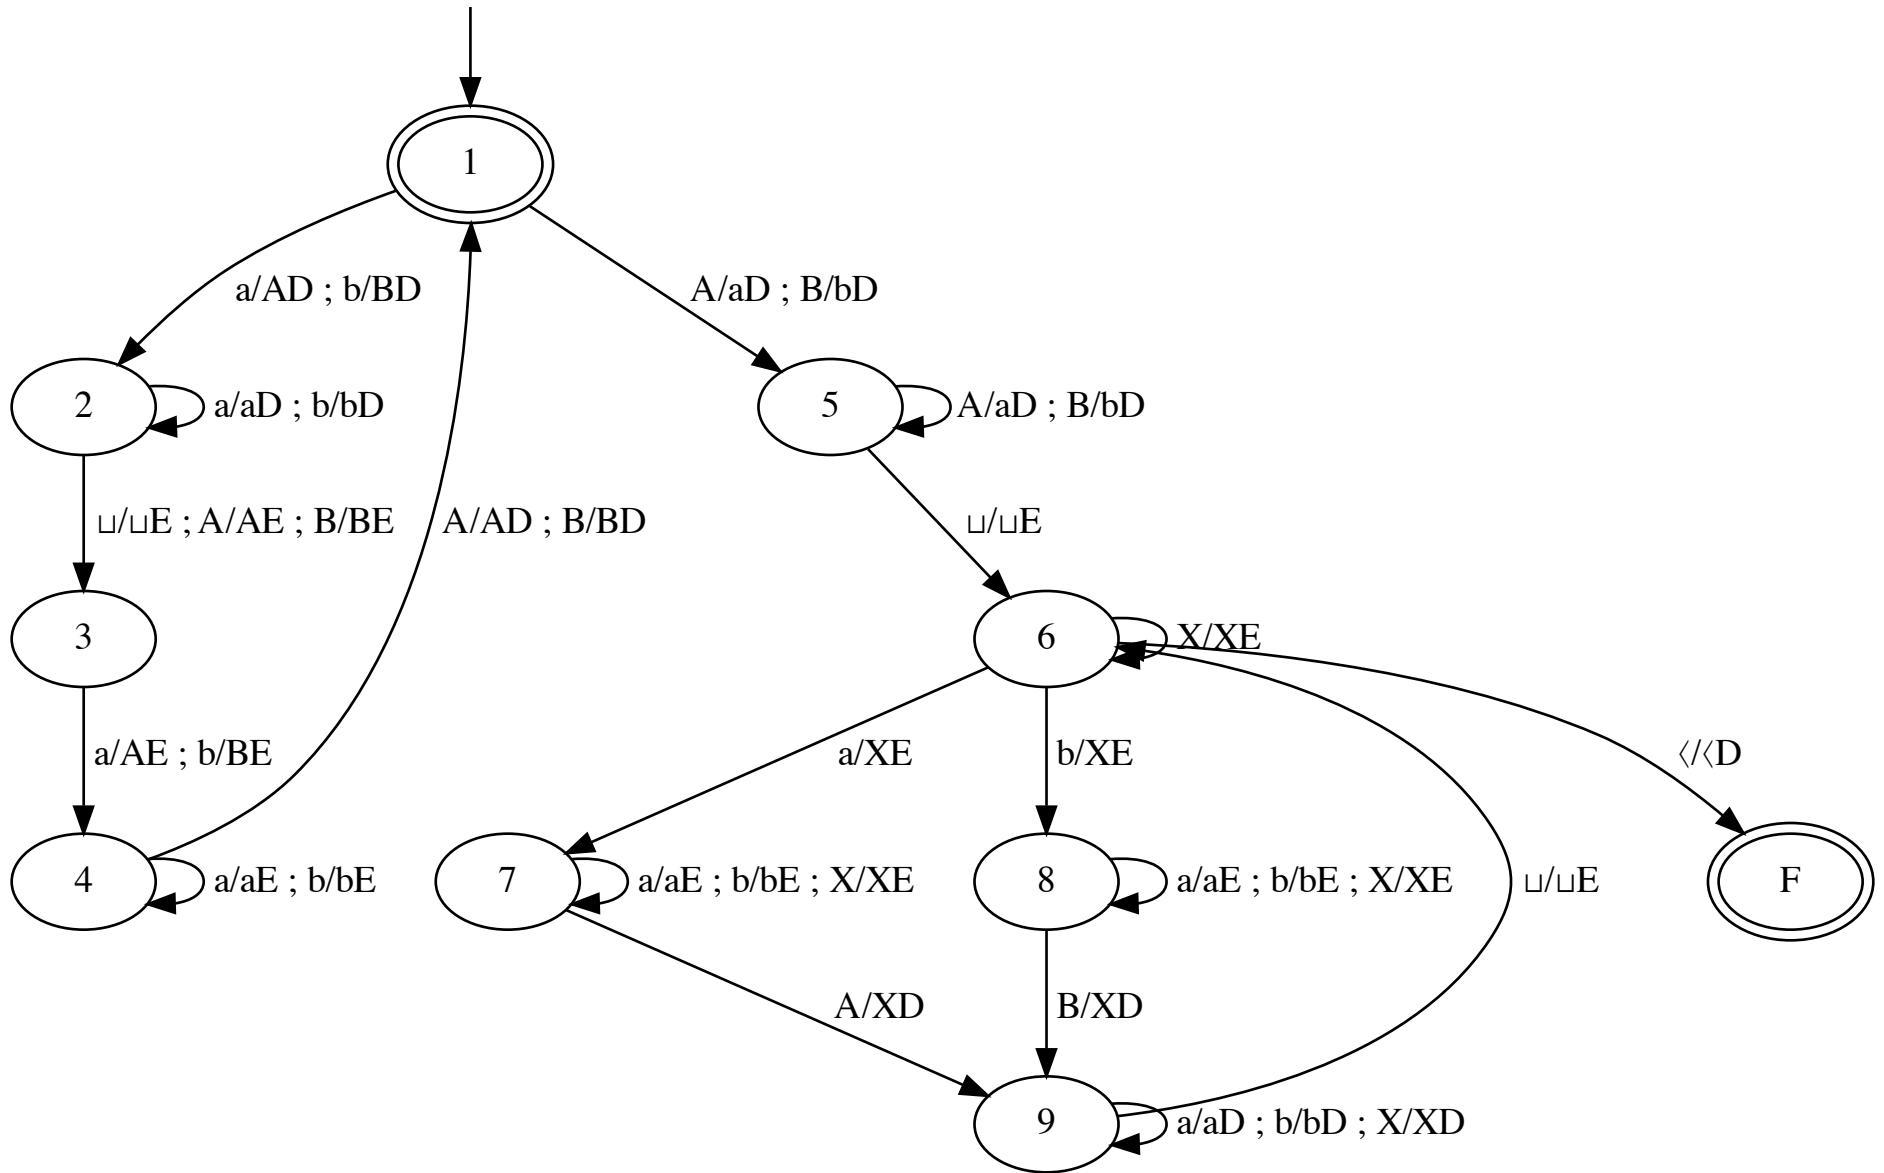 1
a/AD ; b/BD
A/aD ; B/bD
2
a/aD ; b/bD
5
A/aD ; B/bD
␣/␣E ; A/AE ; B/BE
A/AD ; B/BD
␣/␣E
3
6
X/XE
a/AE ; b/BE
a/XE
b/XE
⟨/⟨D
4
a/aE ; b/bE
7
a/aE ; b/bE ; X/XE
8
a/aE ; b/bE ; X/XE
␣/␣E
F
A/XD
B/XD
9
a/aD ; b/bD ; X/XD